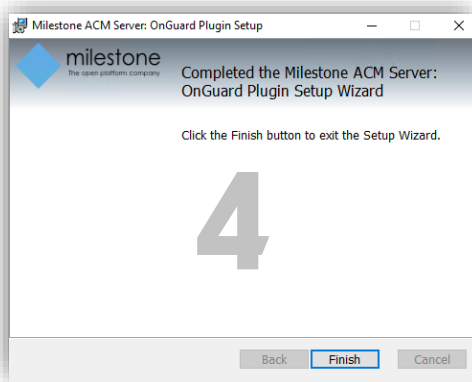 Milestone ACM Server: OnGuard Plugin Setup
milestone
The open platform company
Completed the Milestone ACM Server:
OnGuard Plugin Setup Wizard
Click the Finish button to exit the Setup Wizard.
4
Back Finish Cancel